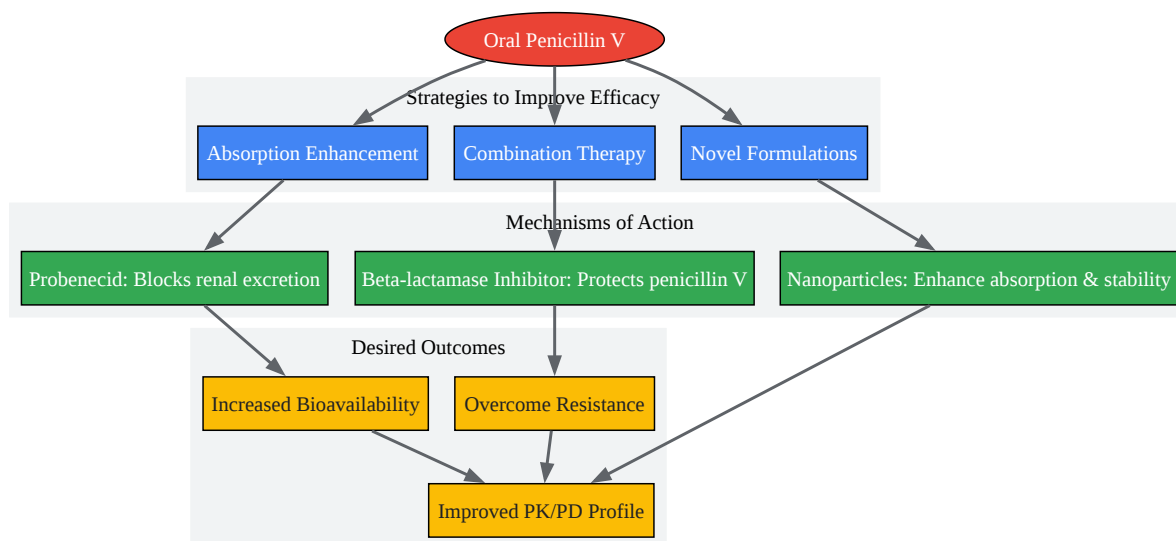 Oral Penicillin V
Strategies to Improve Efficacy
Absorption Enhancement
Combination Therapy
Novel Formulations
Mechanisms of Action
Probenecid: Blocks renal excretion
Beta-lactamase Inhibitor: Protects penicillin V
Nanoparticles: Enhance absorption & stability
Desired Outcomes
Increased Bioavailability
Overcome Resistance
Improved PK/PD Profile